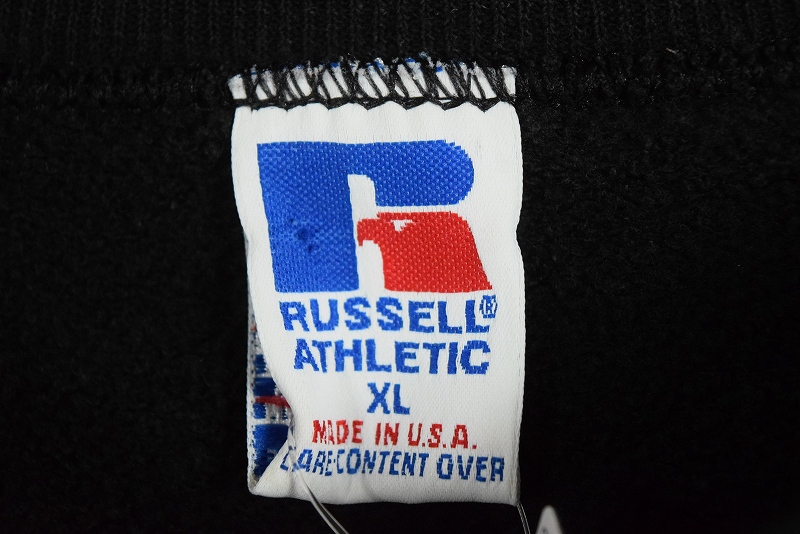 RUSSELL®
ATHLETIC
XL
MADE IN U.S.A.
CARE-CONTENT OVER